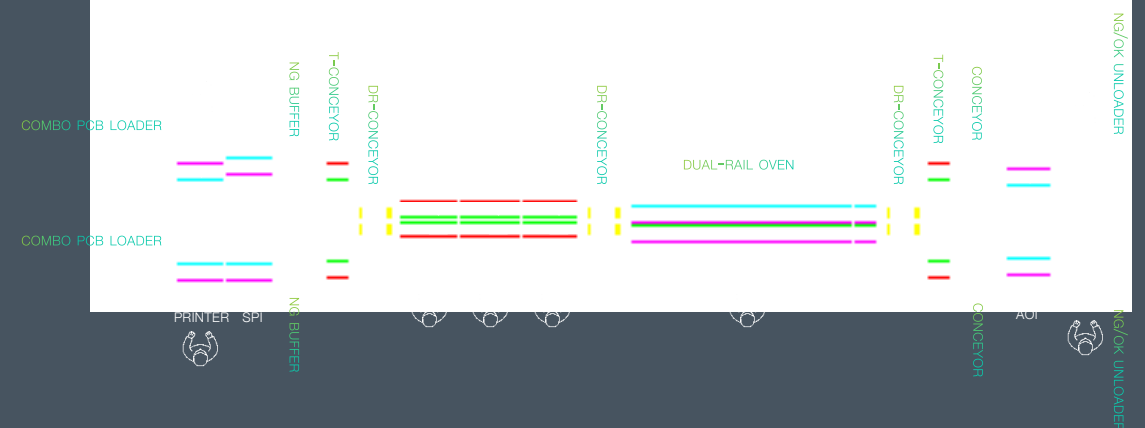 NG/OK UNLOADER
T-CONCEYOR
T-CONCEYOR
NG BUFFER
CONCEYOR
DR-CONCEYOR
DR-CONCEYOR
DR-CONCEYOR
COMBO PCB LOADER
DUAL-RAIL OVEN
COMBO PCB LOADER
NG BUFFER
CONCEYOR
PRINTER SPI
AOI
NG/OK UNLOADER